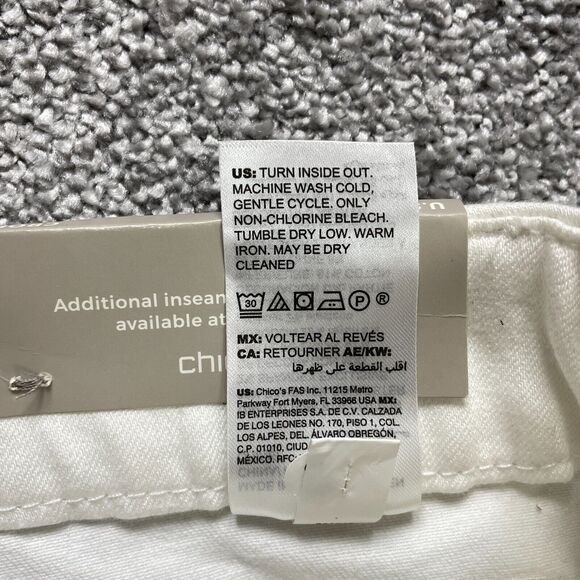 US: TURN INSIDE OUT.
MACHINE WASH COLD,
GENTLE CYCLE. ONLY
NON-CHLORINE BLEACH.
TUMBLE DRY LOW. WARM
IRON. MAY BE DRY
CLEANED
30 P ®
MX: VOLTEAR AL REVÉS
CA: RETOURNER AE/KW:
اقلب القطعة على ظهرها
US: Chico's FAS Inc. 11215 Metro
Parkway Fort Myers, FL 33966 USA MX:
IB ENTERPRISES S.A. DE C.V. CALZADA
DE LOS LEONES NO. 170, PISO 1, COL.
LOS ALPES, DEL. ÁLVARO OBREGÓN,
C.P. 01010, CIUD
MÉXICO. RFC:
Additional inseam
available at
chic